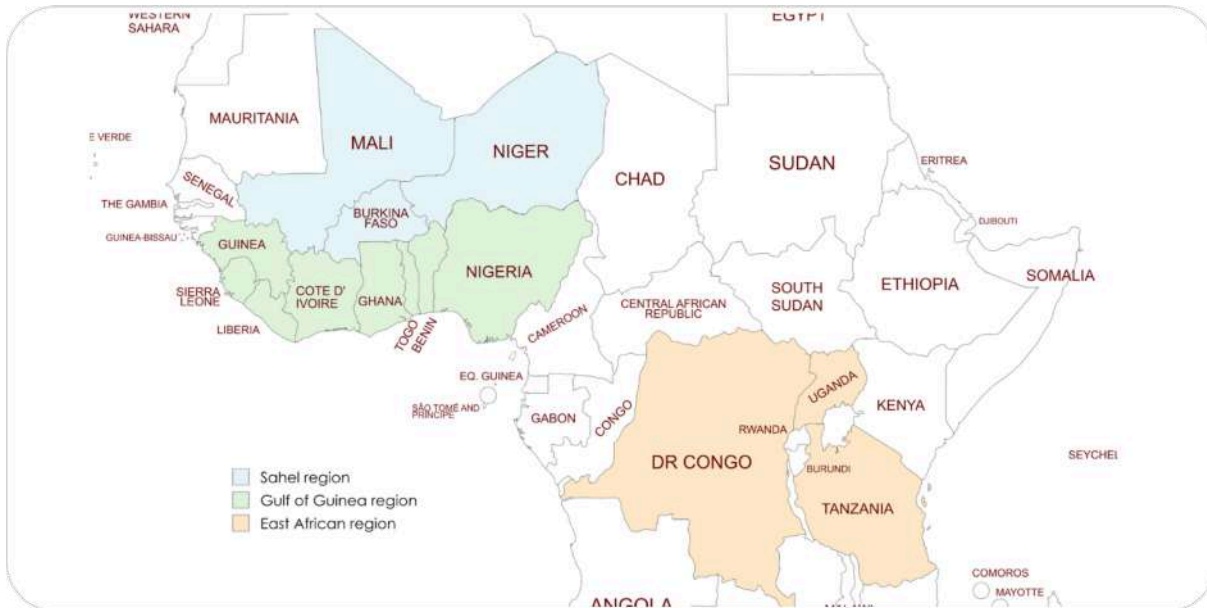 WESTERN
SAHARA
EGYPT
MAURITANIA
E VERDE
MALI
NIGER
SUDAN
ERITREA
CHAD
SENEGAL
THE GAMBIA
BURKINA
FASO
DJIBOUTI
GUINEA-BISSAU
GUINEA
NIGERIA
SOMALIA
ETHIOPIA
SIERRA
LEONE
COTE D'
IVOIRE
GHANA
SOUTH
SUDAN
CENTRAL AFRICAN
REPUBLIC
LIBERIA
TOGO
BENIN
CAMEROON
EQ. GUINEA
UGANDA
SÃO TOMÉ AND
PRINCIPE
GABON
CONGO
KENYA
RWANDA
DR CONGO
SEYCHEL
BURUNDI
Sahel region
Gulf of Guinea region
East African region
TANZANIA
COMOROS
MAYOTTE
ANGOLA